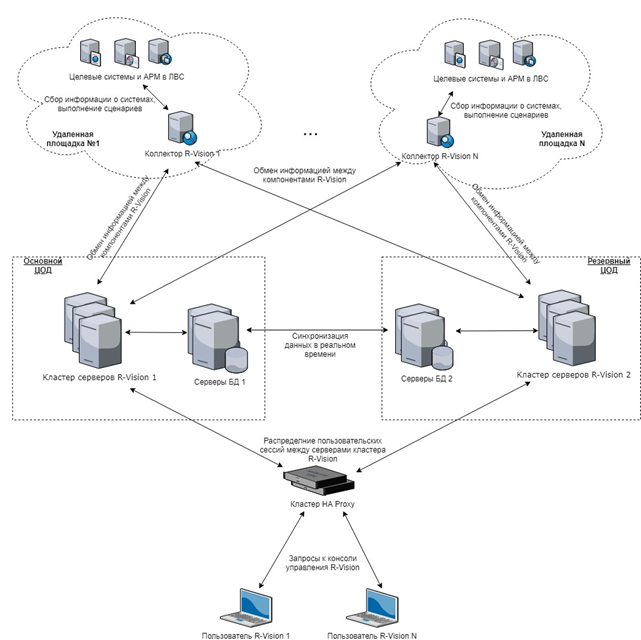 Целевые системы и АРМ в ЛВС
Сбор информации о системах,
выполнение сценариев
Удаленная
площадка №1
Коллектор R-Vision 1
...
Целевые системы и АРМ в ЛВС
Сбор информации о системах,
выполнение сценариев
Удаленная
площадка N
Коллектор R-Vision N
Обмен информацией между
компонентами R-Vision
Обмен информацией между
компонентами R-Vision
Обмен информацией между
компонентами R-Vision
Основной
ЦОД
Резервный
ЦОД
Кластер серверов R-Vision 1
Серверы БД 1
Синхронизация
данных в реальном
времени
Серверы БД 2
Кластер серверов R-Vision 2
Распределние пользовательских
сессий между серверами кластера
R-Vision
Кластер HA Proxy
Запросы к консоли
управления R-Vision
Пользователь R-Vision 1
Пользователь R-Vision N